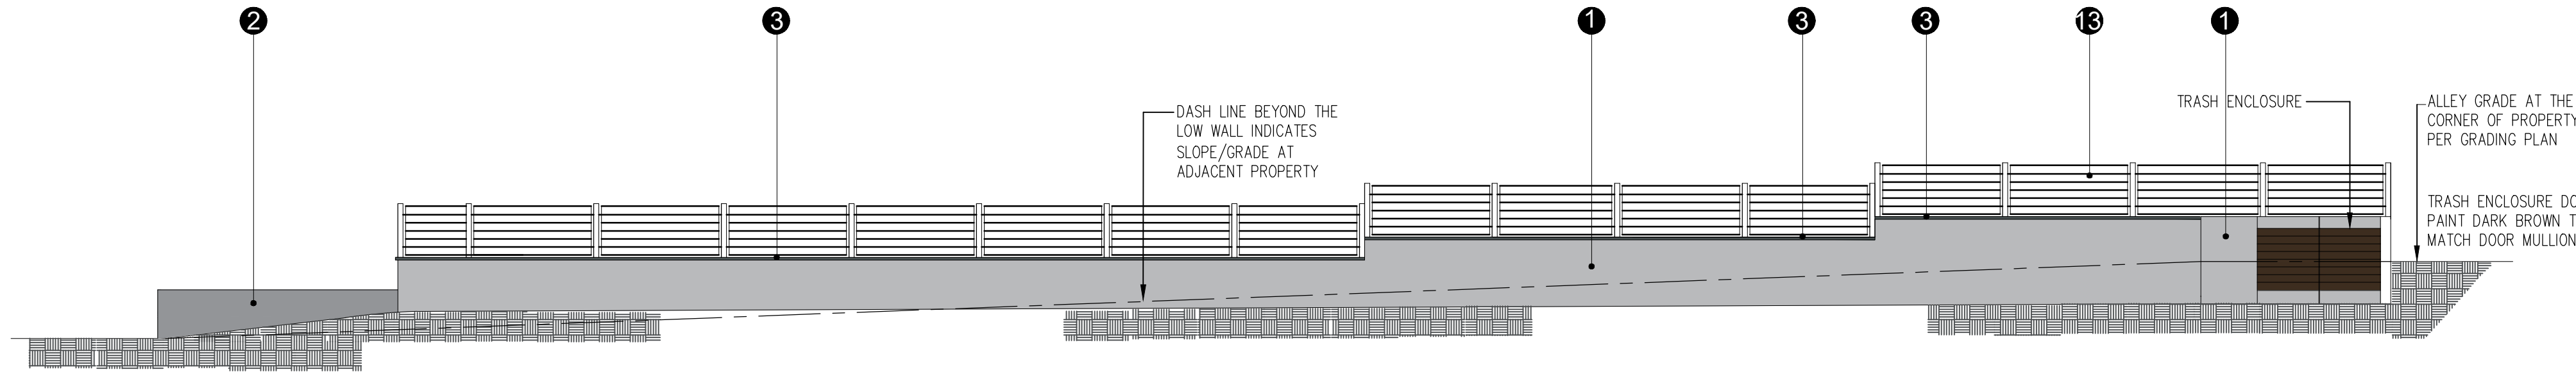 2 3 1 3 3 13 1
DASH LINE BEYOND THE
LOW WALL INDICATES
SLOPE/GRADE AT
ADJACENT PROPERTY
TRASH ENCLOSURE
ALLEY GRADE AT THE
CORNER OF PROPERTY
PER GRADING PLAN
TRASH ENCLOSURE DO
PAINT DARK BROWN T
MATCH DOOR MULLION